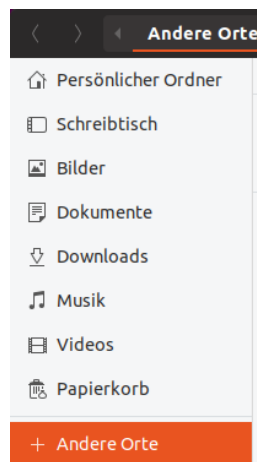 Andere Orte
Persönlicher Ordner
Schreibtisch
Bilder
Dokumente
Downloads
Musik
Videos
Papierkorb
+ Andere Orte